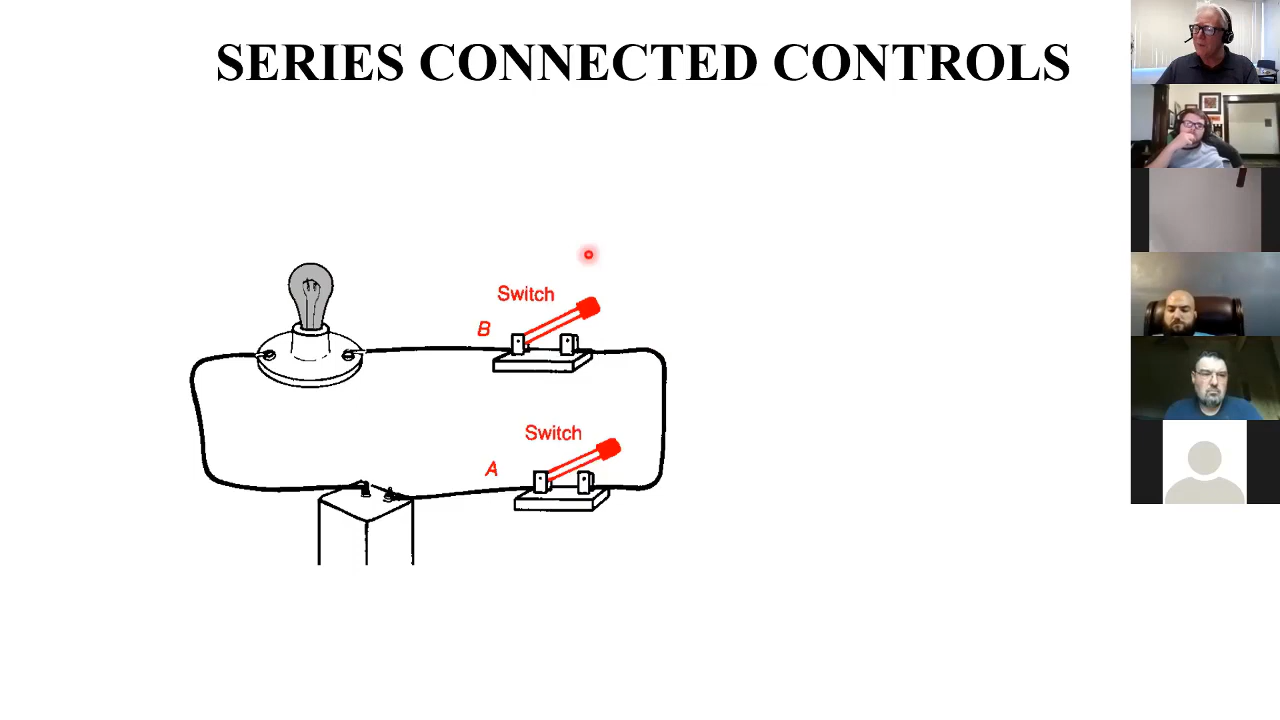 SERIES CONNECTED CONTROLS
Switch
B
Switch
A